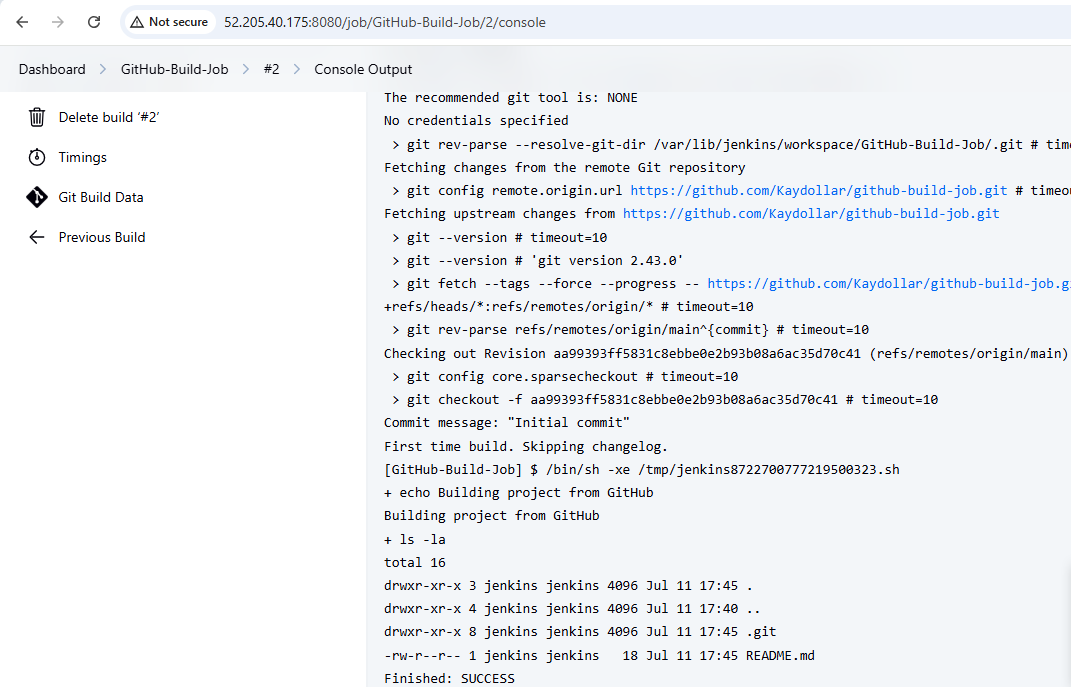 Not secure 52.205.40.175:8080/job/GitHub-Build-Job/2/console
Dashboard GitHub-Build-Job #2 Console Output
Delete build ‘#2’
Timings
Git Build Data
Previous Build
The recommended git tool is: NONE
No credentials specified
> git rev-parse --resolve-git-dir /var/lib/jenkins/workspace/GitHub-Build-Job/.git #
Fetching changes from the remote Git repository
> git config remote.origin.url https://github.com/Kaydollar/github-build-job.git #
Fetching upstream changes from https://github.com/Kaydollar/github-build-job.git
> git --version # timeout=10
> git --version # 'git version 2.43.0'
> git fetch --tags --force --progress -- https://github.com/Kaydollar/github-build-job.g
+refs/heads/*:refs/remotes/origin/* # timeout=10
> git rev-parse refs/remotes/origin/main^{commit} # timeout=10
Checking out Revision aa99393ff5831c8ebbe0e2b93b08a6ac35d70c41 (refs/remotes/origin/main)
> git config core.sparsecheckout # timeout=10
> git checkout -f aa99393ff5831c8ebbe0e2b93b08a6ac35d70c41 # timeout=10
Commit message: "Initial commit"
First time build. Skipping changelog.
[GitHub-Build-Job] $ /bin/sh -xe /tmp/jenkins8722700777219500323.sh
+ echo Building project from GitHub
Building project from GitHub
+ ls -la
total 16
drwxr-xr-x 3 jenkins jenkins 4096 Jul 11 17:45 .
drwxr-xr-x 4 jenkins jenkins 4096 Jul 11 17:40 ..
drwxr-xr-x 8 jenkins jenkins 4096 Jul 11 17:45 .git
-rw-r--r-- 1 jenkins jenkins   18 Jul 11 17:45 README.md
Finished: SUCCESS